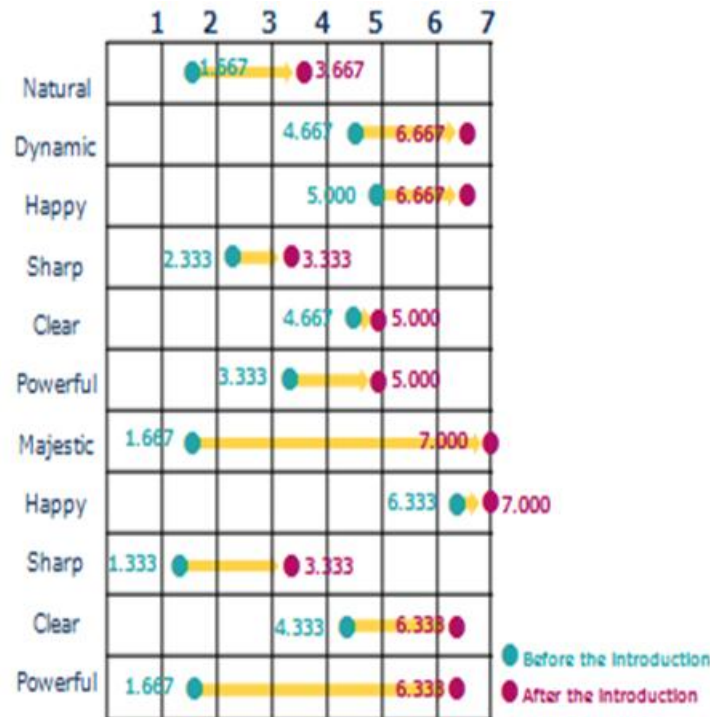 1 2 3 4 5 6 7
Natural 1.667 3.667
Dynamic 4.667 6.667
Happy 5.000 6.667
Sharp 2.333 3.333
Clear 4.667 5.000
Powerful 3.333 5.000
Majestic 1.667 7.000
Happy 6.333 7.000
Sharp 1.333 3.333
Clear 4.333 6.333
Powerful 1.667 6.333
Before the Introduction
After the Introduction